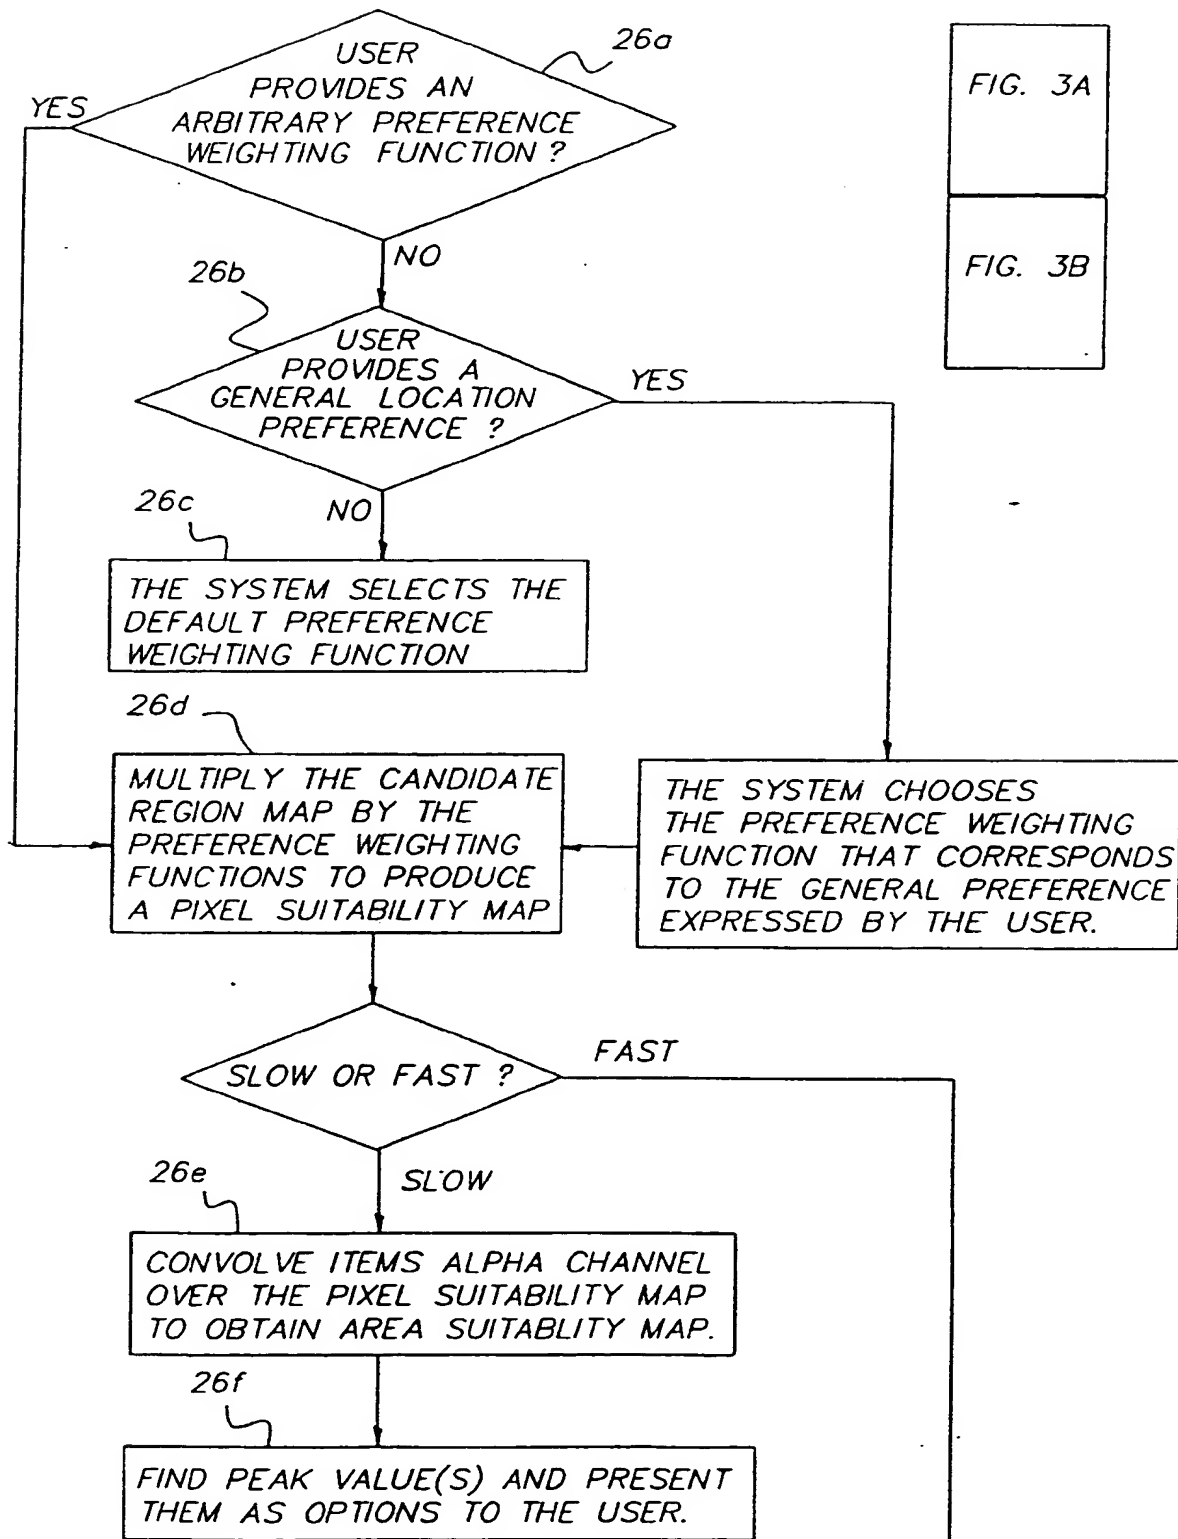 26a
USER
PROVIDES AN
ARBITRARY PREFERENCE
WEIGHTING FUNCTION ?
YES
NO
FIG. 3A
FIG. 3B
26b
USER
PROVIDES A
GENERAL LOCATION
PREFERENCE ?
YES
NO
26c
THE SYSTEM SELECTS THE
DEFAULT PREFERENCE
WEIGHTING FUNCTION
26d
MULTIPLY THE CANDIDATE
REGION MAP BY THE
PREFERENCE WEIGHTING
FUNCTIONS TO PRODUCE
A PIXEL SUITABILITY MAP
THE SYSTEM CHOOSES
THE PREFERENCE WEIGHTING
FUNCTION THAT CORRESPONDS
TO THE GENERAL PREFERENCE
EXPRESSED BY THE USER.
SLOW OR FAST ?
FAST
SLOW
26e
CONVOLVE ITEMS ALPHA CHANNEL
OVER THE PIXEL SUITABILITY MAP
TO OBTAIN AREA SUITABLITY MAP.
26f
FIND PEAK VALUE(S) AND PRESENT
THEM AS OPTIONS TO THE USER.